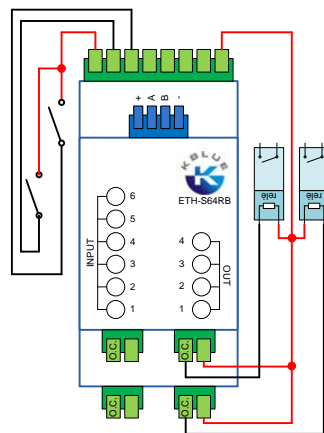 + A B -
KBLUE
K
ETH-S64RB
relè
relè
6
5
4
3
2
1
INPUT
4
3
2
1
OUT
O.C.
O.C.
O.C.
O.C.